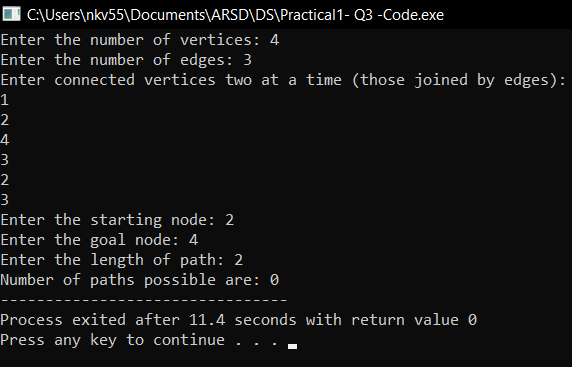 C:\Users\nkv55\Documents\ARSD\DS\Practical1- Q3 -Code.exe
Enter the number of vertices: 4
Enter the number of edges: 3
Enter connected vertices two at a time (those joined by edges):
1
2
4
3
2
3
Enter the starting node: 2
Enter the goal node: 4
Enter the length of path: 2
Number of paths possible are: 0
--------------------------------
Process exited after 11.4 seconds with return value 0
Press any key to continue . . .